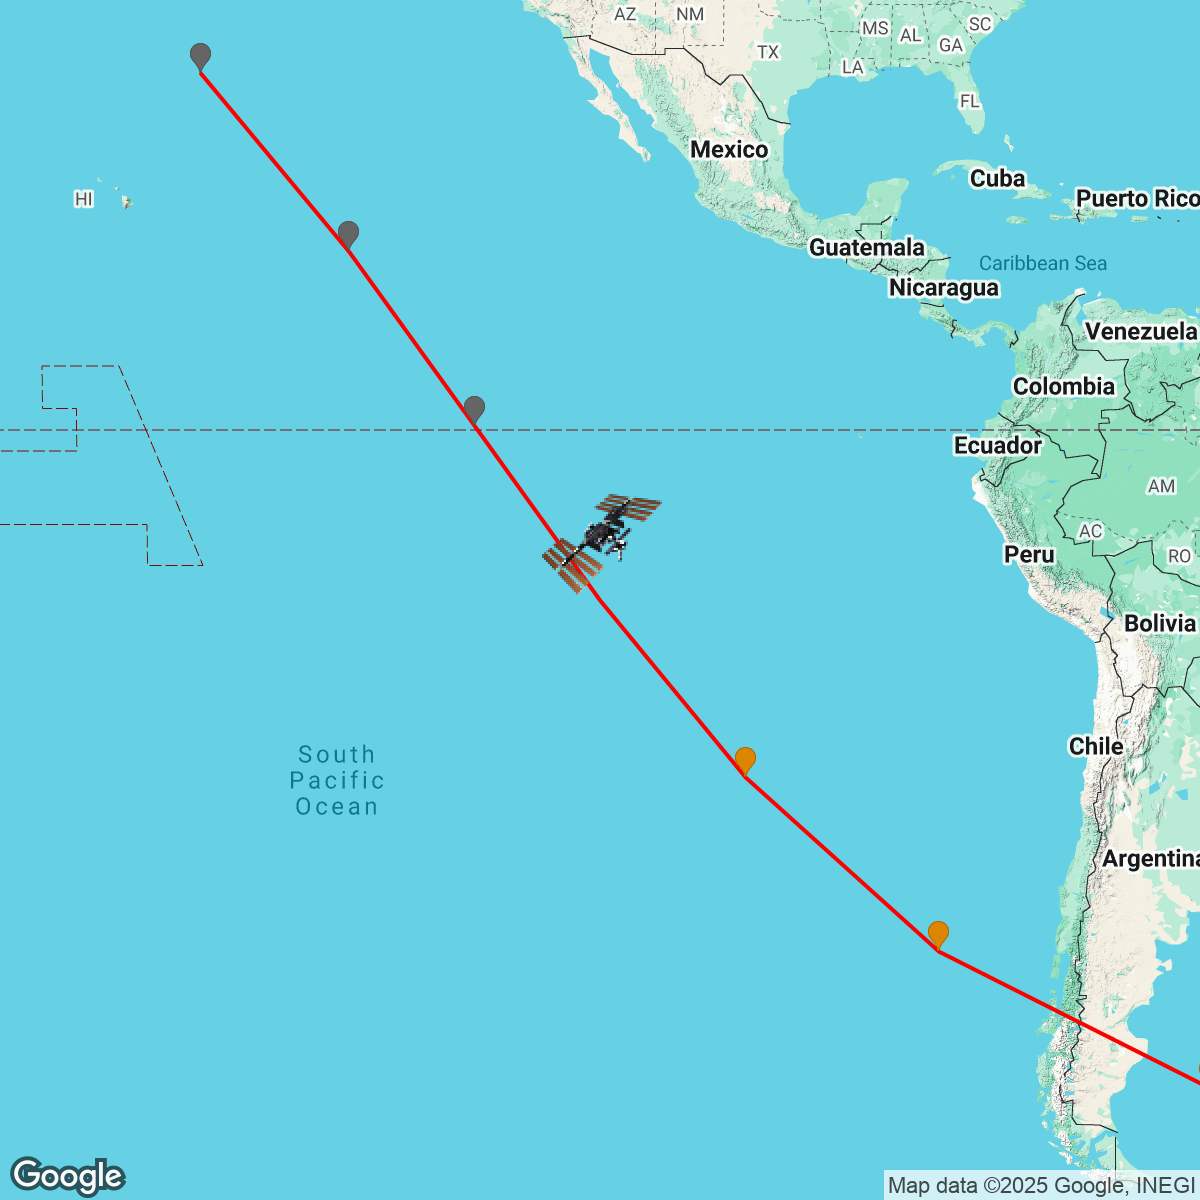 AZ
NM
MS
AL
SC
GA
TX
LA
FL
Mexico
Cuba
HI
Puerto Rico
Guatemala
Caribbean Sea
Nicaragua
Venezuela
Colombia
Ecuador
AM
AC
Peru
RO
Bolivia
Chile
South
Pacific
Ocean
Argentina
Google
Map data ©2025 Google, INEGI